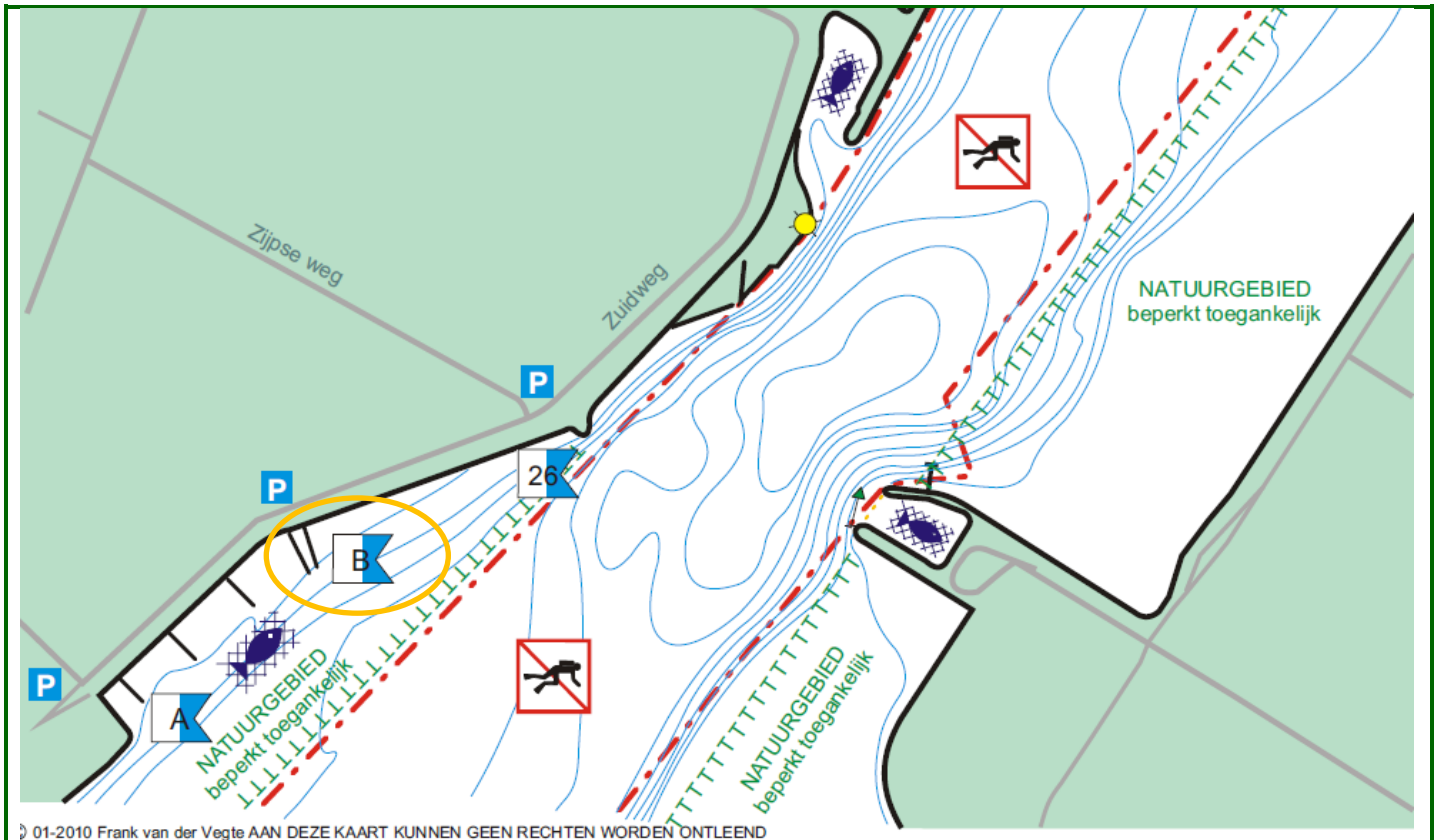 Zijpse weg
Zuidweg
NATUURGEBIED
beperkt toegankelijk
P
26
P
B
P
A
NATUURGEBIED
beperkt toegankelijk
NATUURGEBIED
beperkt toegankelijk
01-2010 Frank van der Vegte AAN DEZE KAART KUNNEN GEEN RECHTEN WORDEN ONTLEEND